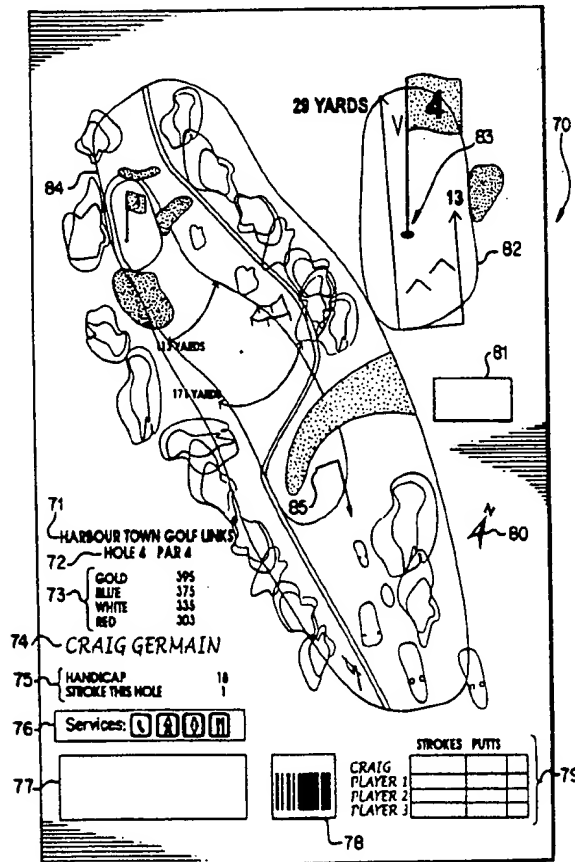 29 YARDS
4
70
83
84
13
82
81
115 YARDS
171 YARDS
85
N
80
71
HARBOUR TOWN GOLF LINKS
72 HOLE 4 PAR 4
73
GOLD 395
BLUE 375
WHITE 335
RED 303
74 CRAIG GERMAIN
75
HANDICAP 18
STROKE THIS HOLE 1
76 Services:
77
78
STROKES PUTTS
CRAIG
PLAYER 1
PLAYER 2
PLAYER 3
79